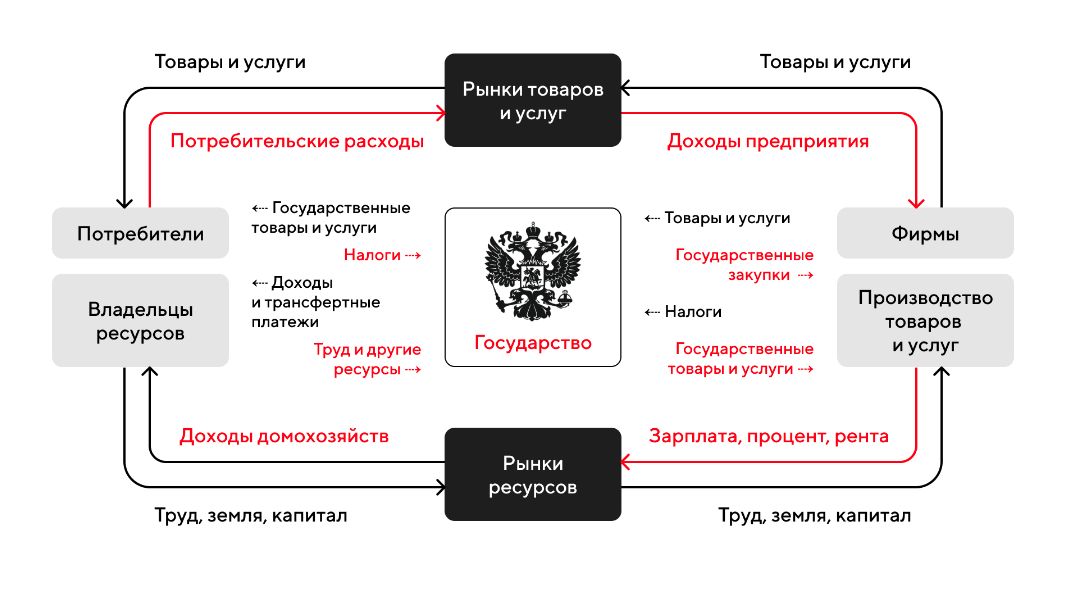 Товары и услуги
Рынки товаров
и услуг
Товары и услуги
Потребительские расходы
Доходы предприятия
Потребители
⇠ Государственные
товары и услуги
Налоги ⇢
⇠ Товары и услуги
Государственные
закупки ⇢
Фирмы
Владельцы
ресурсов
⇠ Доходы
и трансфертные
платежи
Труд и другие
ресурсы ⇢
Государство
⇠ Налоги
Государственные
товары и услуги ⇢
Производство
товаров
и услуг
Доходы домохозяйств
Рынки
ресурсов
Зарплата, процент, рента
Труд, земля, капитал
Труд, земля, капитал